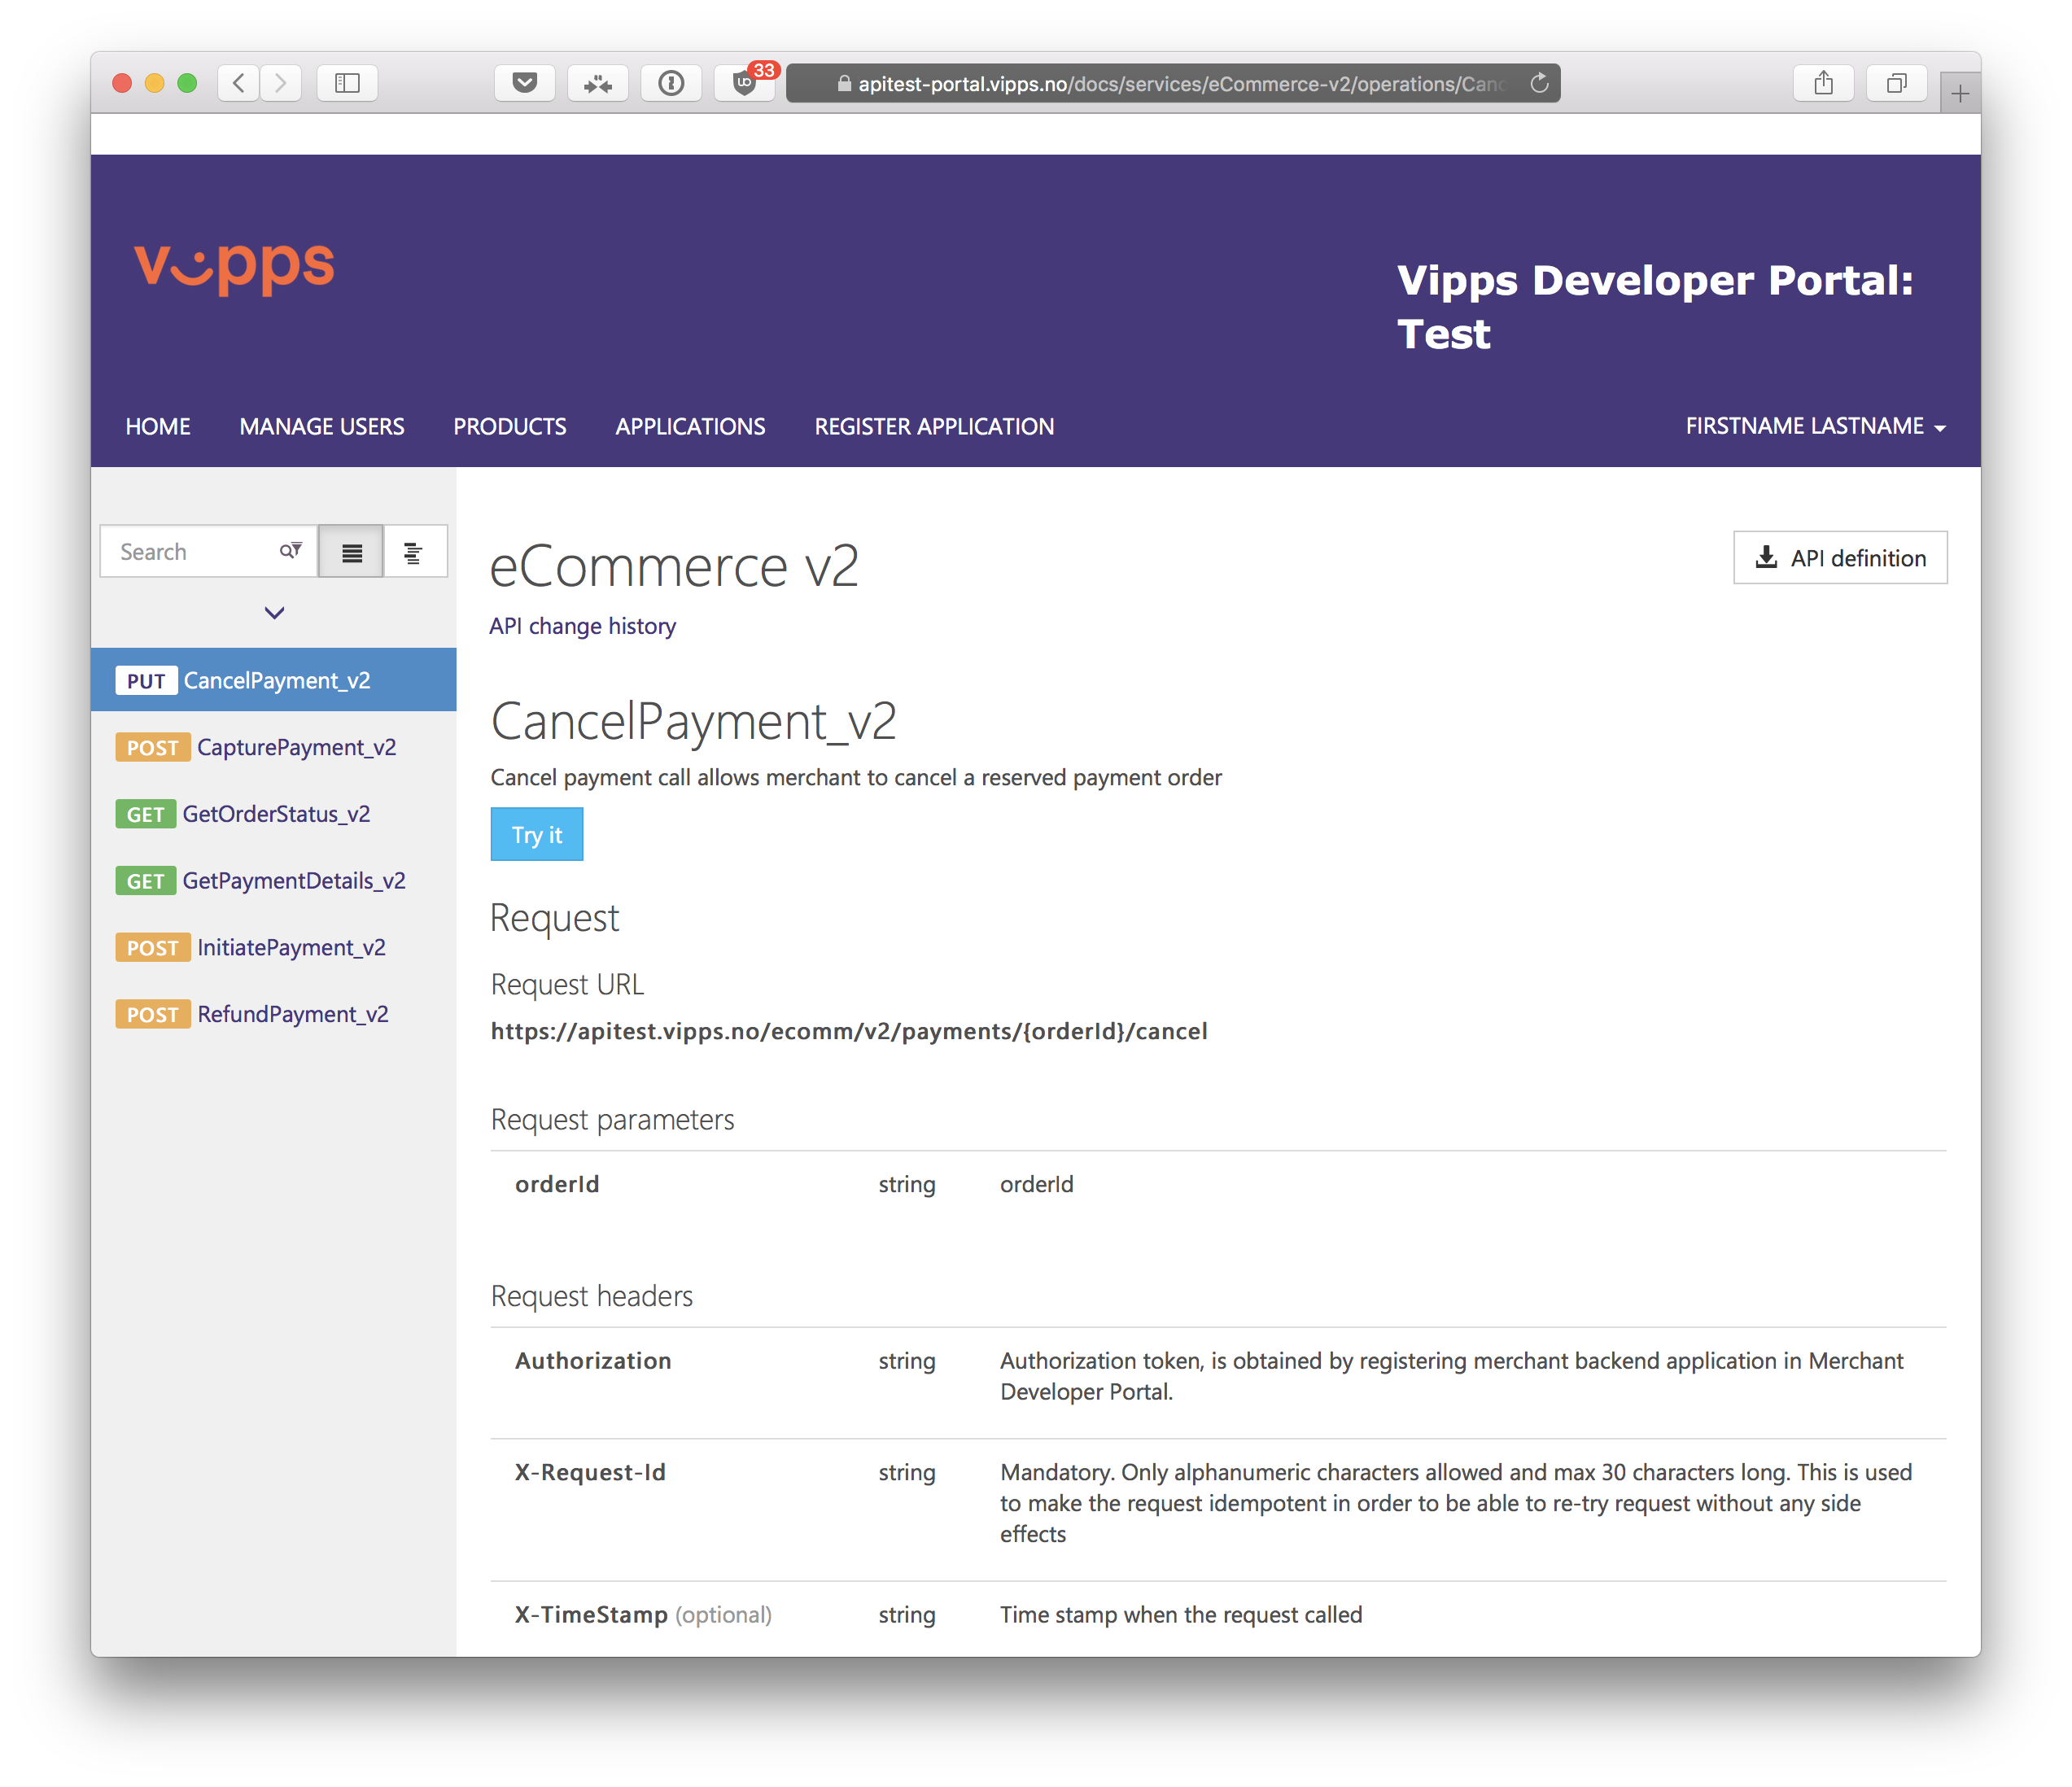 33
apitest-portal.vipps.no/docs/services/eCommerce-v2/operations/Canc
vipps
Vipps Developer Portal:
Test
HOME MANAGE USERS PRODUCTS APPLICATIONS REGISTER APPLICATION FIRSTNAME LASTNAME
Search
eCommerce v2
API definition
API change history
PUT CancelPayment_v2
POST CapturePayment_v2
GET GetOrderStatus_v2
GET GetPaymentDetails_v2
POST InitiatePayment_v2
POST RefundPayment_v2
CancelPayment_v2
Cancel payment call allows merchant to cancel a reserved payment order
Try it
Request
Request URL
https://apitest.vipps.no/ecomm/v2/payments/{orderId}/cancel
Request parameters
orderId string orderId
Request headers
Authorization string Authorization token, is obtained by registering merchant backend application in Merchant
Developer Portal.
X-Request-Id string Mandatory. Only alphanumeric characters allowed and max 30 characters long. This is used
to make the request idempotent in order to be able to re-try request without any side
effects
X-TimeStamp (optional) string Time stamp when the request called